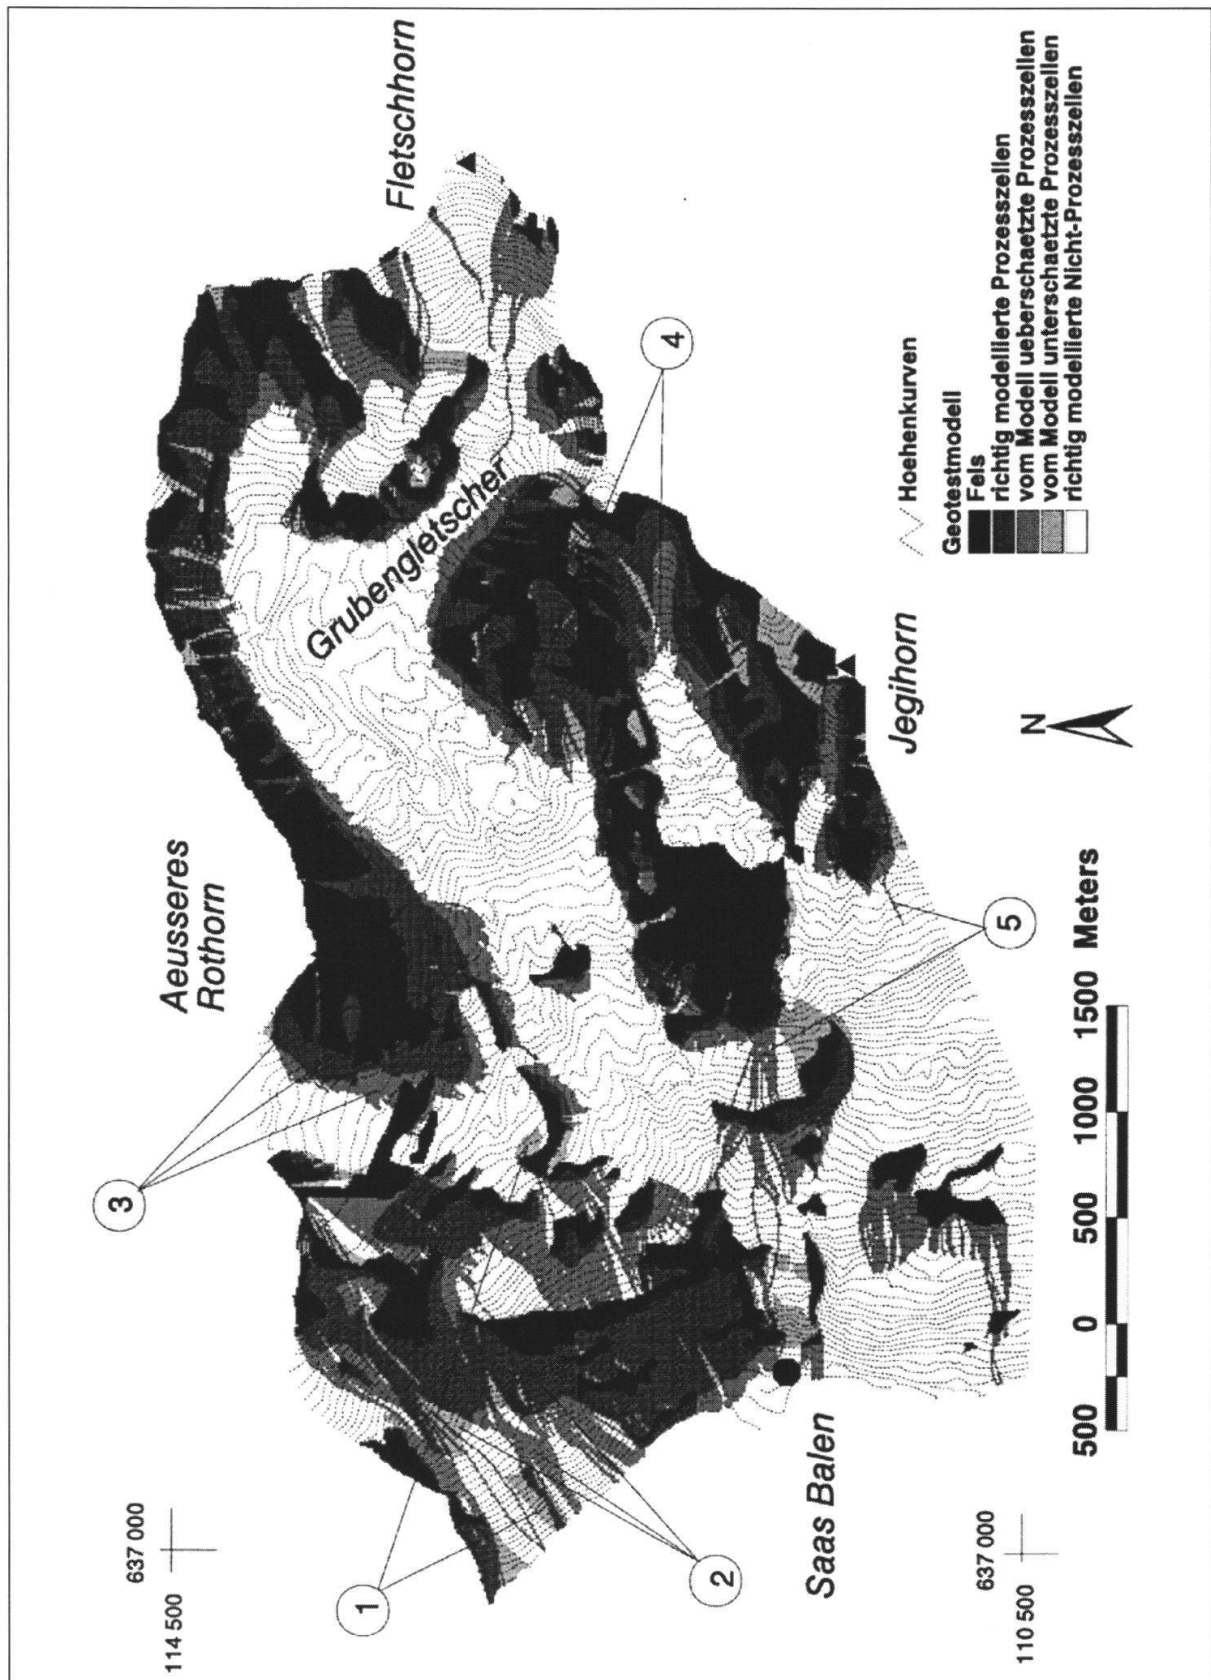 Fletschhorn
Aeusseres
Rothorn
Grubengletscher
Jegihorn
Saas Balen
N
1
2
3
4
5
637 000
114 500
637 000
110 500
500 0 500 1000 1500 Meters
Hoehenkurven
Geotestmodell
Fels
richtig modellierte Prozesszellen
vom Modell ueberschaetzte Prozesszellen
vom Modell unterschaetzte Prozesszellen
richtig modellierte Nicht-Prozesszellen